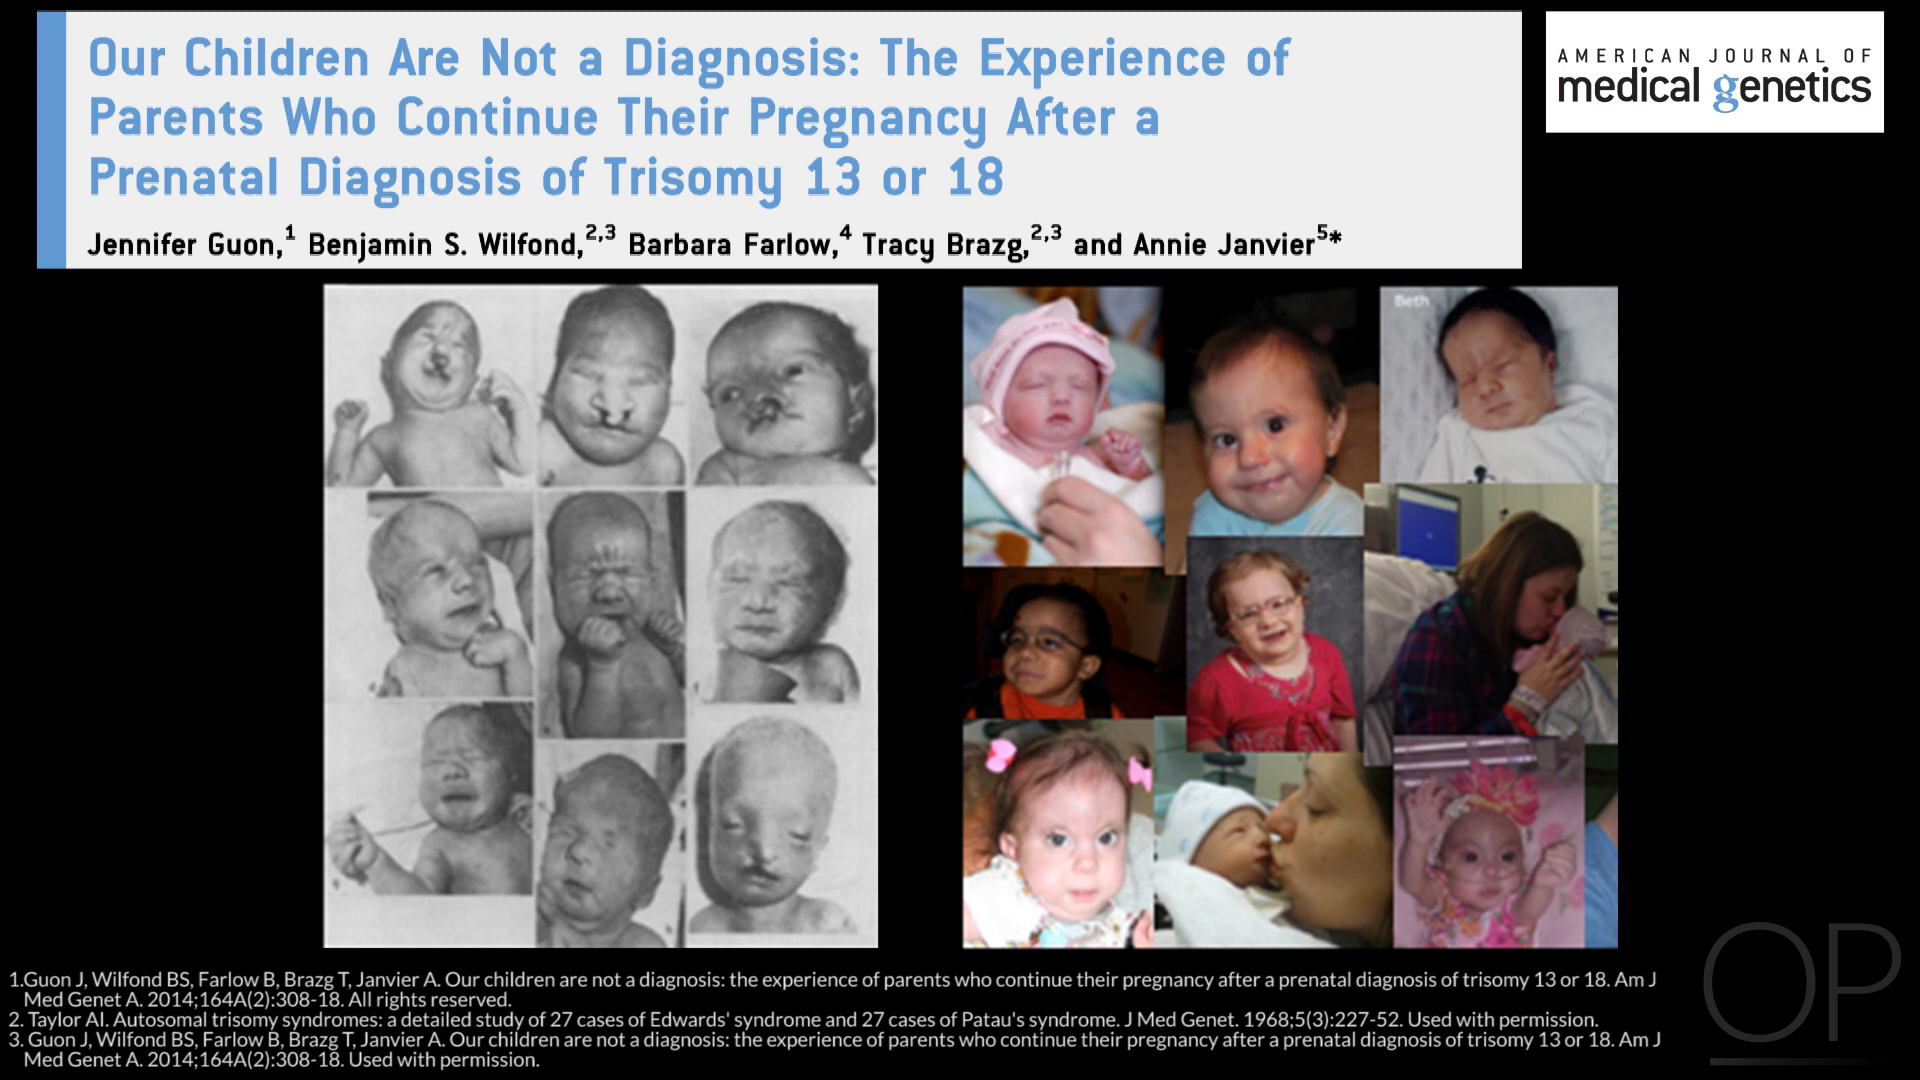 Our Children Are Not a Diagnosis: The Experience of
Parents Who Continue Their Pregnancy After a
Prenatal Diagnosis of Trisomy 13 or 18
Jennifer Guon,1 Benjamin S. Wilfond,2,3 Barbara Farlow,4 Tracy Brazg,2,3 and Annie Janvier5*
AMERICAN JOURNAL OF
medical genetics
Beth
1.Guon J, Wilfond BS, Farlow B, Brazg T, Janvier A. Our children are not a diagnosis: the experience of parents who continue their pregnancy after a prenatal diagnosis of trisomy 13 or 18. Am J
Med Genet A. 2014;164A(2):308-18. All rights reserved.
2. Taylor AI. Autosomal trisomy syndromes: a detailed study of 27 cases of Edwards' syndrome and 27 cases of Patau's syndrome. J Med Genet. 1968;5(3):227-52. Used with permission.
3. Guon J, Wilfond BS, Farlow B, Brazg T, Janvier A. Our children are not a diagnosis: the experience of parents who continue their pregnancy after a prenatal diagnosis of trisomy 13 or 18. Am J
Med Genet A. 2014;164A(2):308-18. Used with permission.
OP